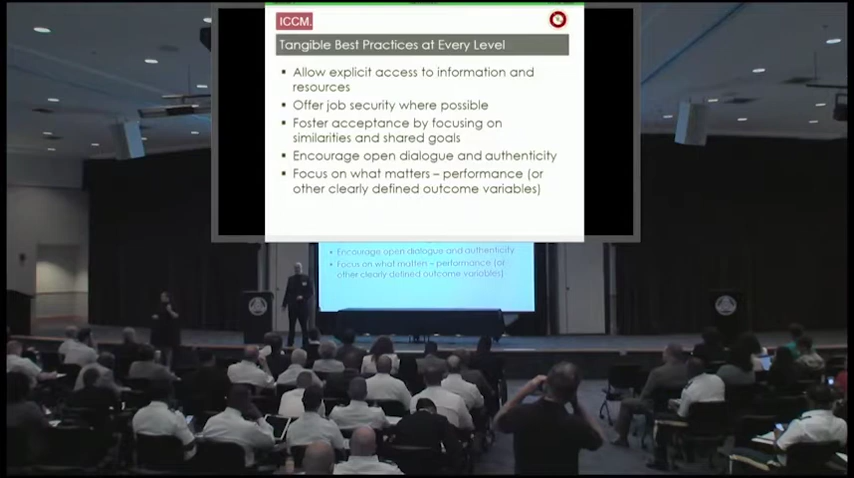 ICCM.
Tangible Best Practices at Every Level
▪ Allow explicit access to information and
resources
▪ Offer job security where possible
▪ Foster acceptance by focusing on
similarities and shared goals
▪ Encourage open dialogue and authenticity
▪ Focus on what matters – performance (or
other clearly defined outcome variables)
▪ Encourage open dialogue and authenticity
▪ Focus on what matters – performance (or
other clearly defined outcome variables)